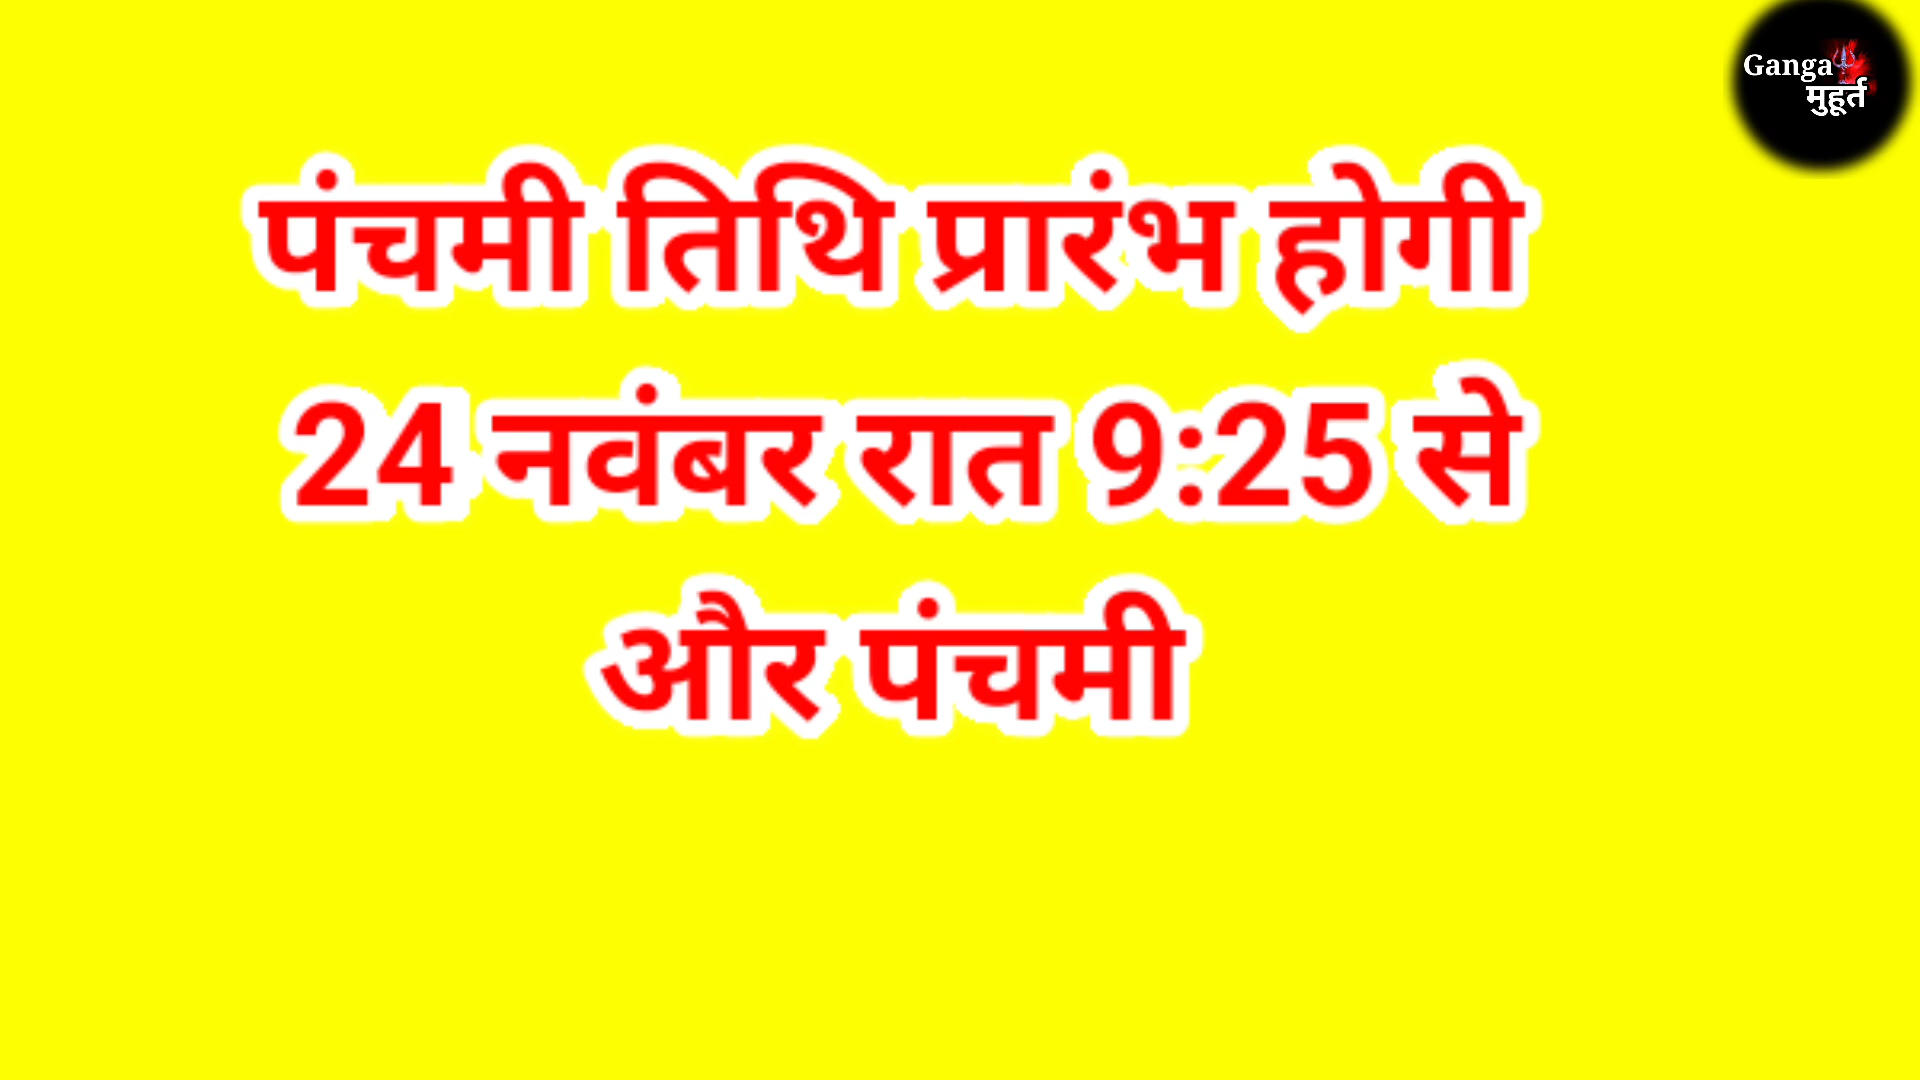 Ganga
मुहूर्त
पंचमी तिथि प्रारंभ होगी
24 नवंबर रात 9:25 से
और पंचमी